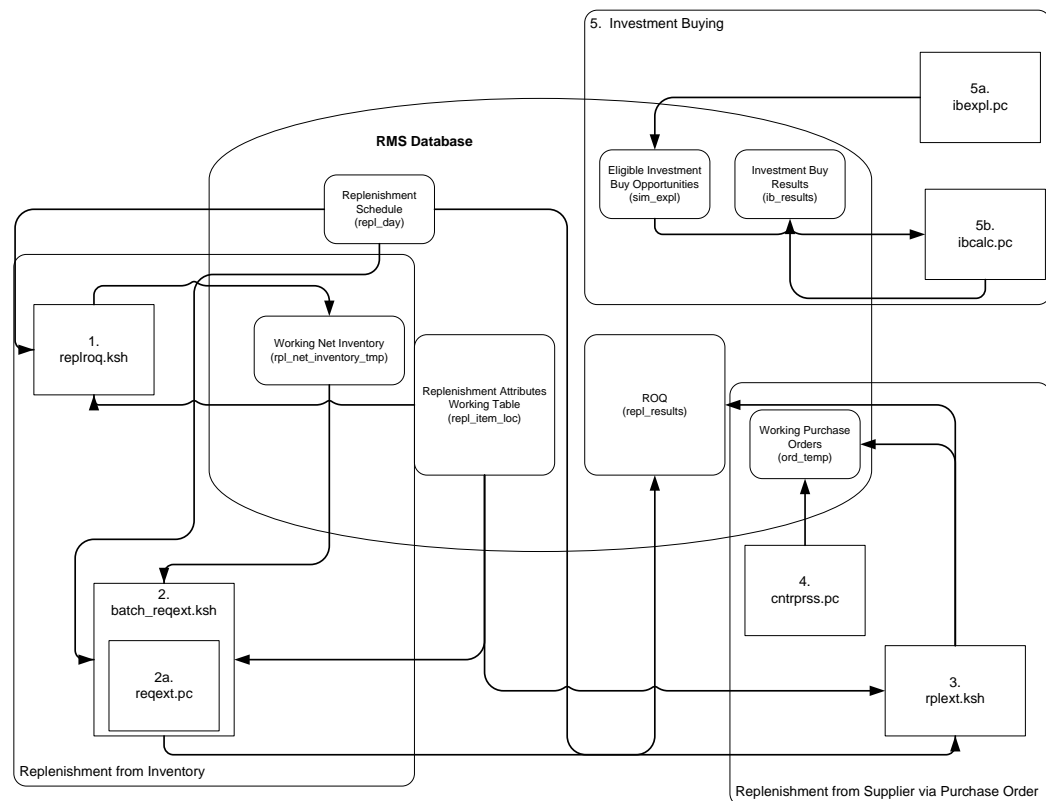 5. Investment Buying
5a.
ibexpl.pc
RMS Database
Eligible Investment
Buy Opportunities
(sim_expl)
Investment Buy
Results
(ib_results)
Replenishment
Schedule
(repl_day)
5b.
ibcalc.pc
1.
replroq.ksh
Working Net Inventory
(rpl_net_inventory_tmp)
Replenishment Attributes
Working Table
(repl_item_loc)
ROQ
(repl_results)
Working Purchase
Orders
(ord_temp)
4.
cntrprss.pc
2.
batch_reqext.ksh
2a.
reqext.pc
3.
rplext.ksh
Replenishment from Inventory
Replenishment from Supplier via Purchase Order